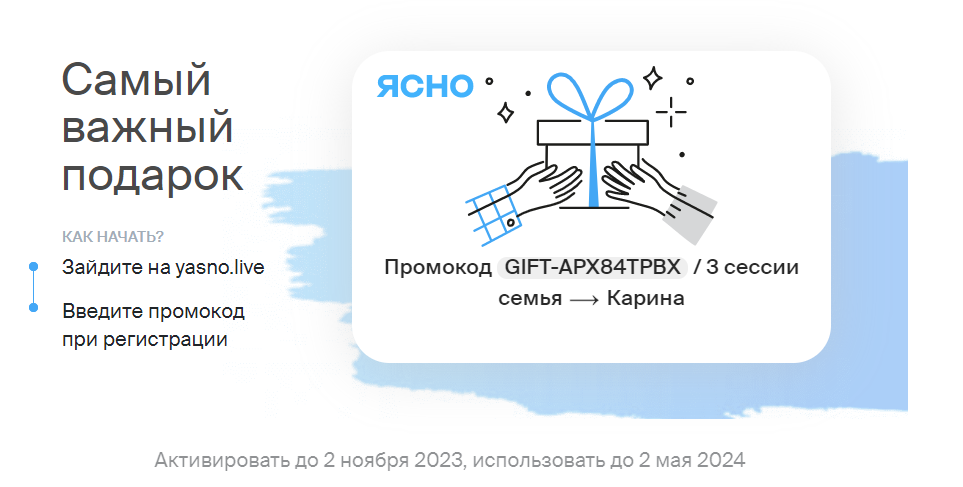 Самый
важный
подарок
КАК НАЧАТЬ?
Зайдите на yasno.live
Введите промокод
при регистрации
ясно
Промокод GIFT-APX84TPBX / 3 сессии
семья → Карина
Активировать до 2 ноября 2023, использовать до 2 мая 2024